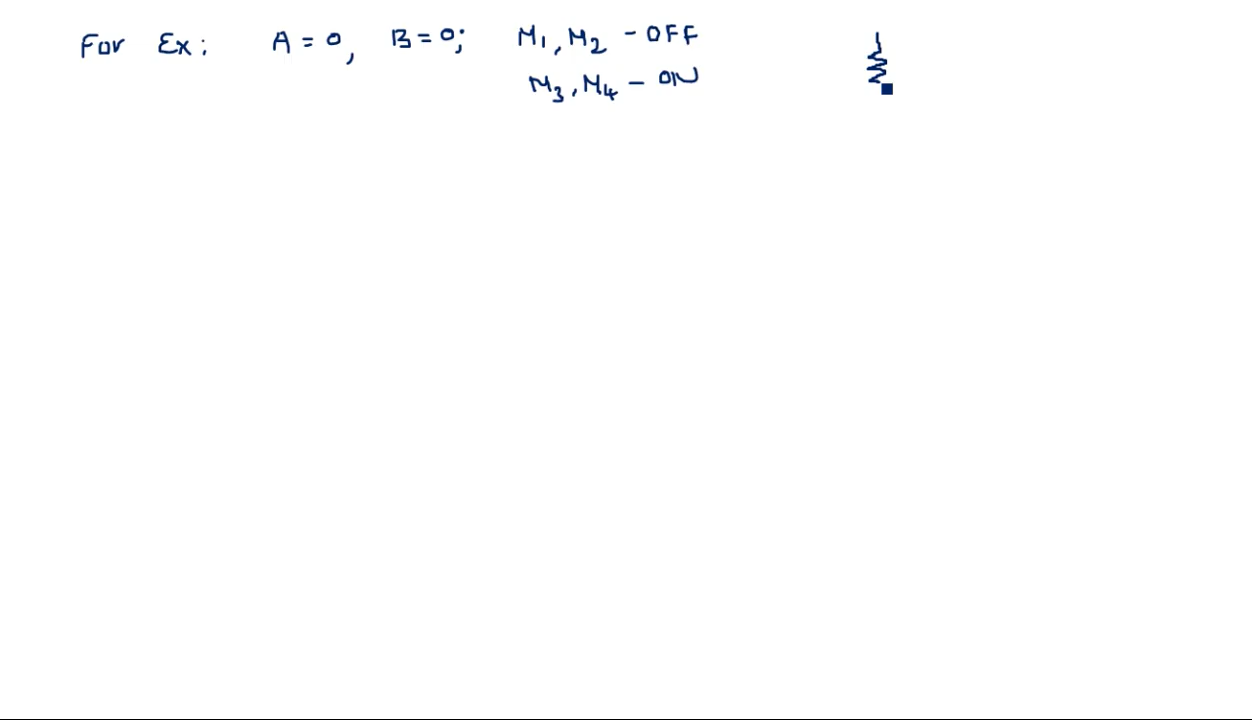 For Ex: A = 0, B = 0; M1, M2 - OFF
M3, M4 - ON